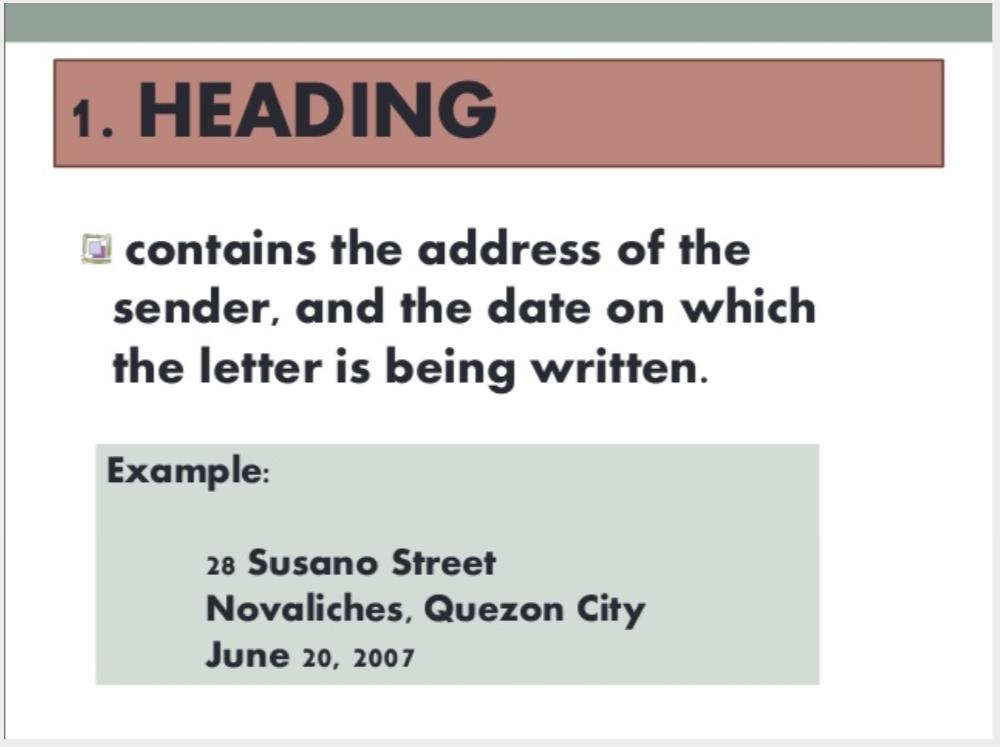 1. HEADING
contains the address of the
sender, and the date on which
the letter is being written.
Example:
28 Susano Street
Novaliches, Quezon City
June 20, 2007